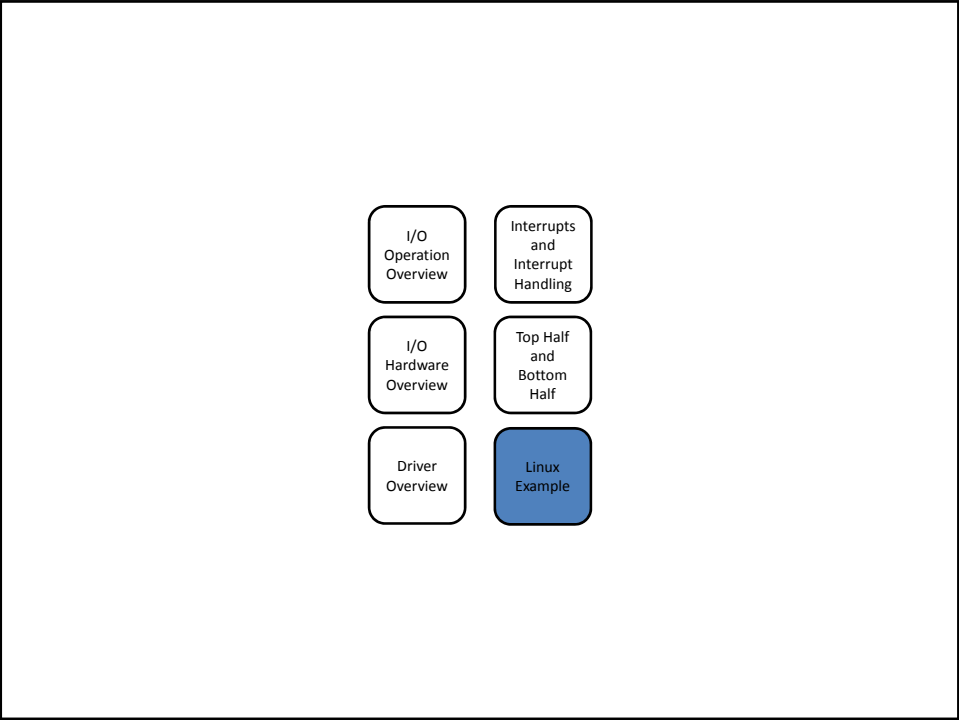 I/O
Operation
Overview
Interrupts
and
Interrupt
Handling
I/O
Hardware
Overview
Top Half
and
Bottom
Half
Driver
Overview
Linux
Example